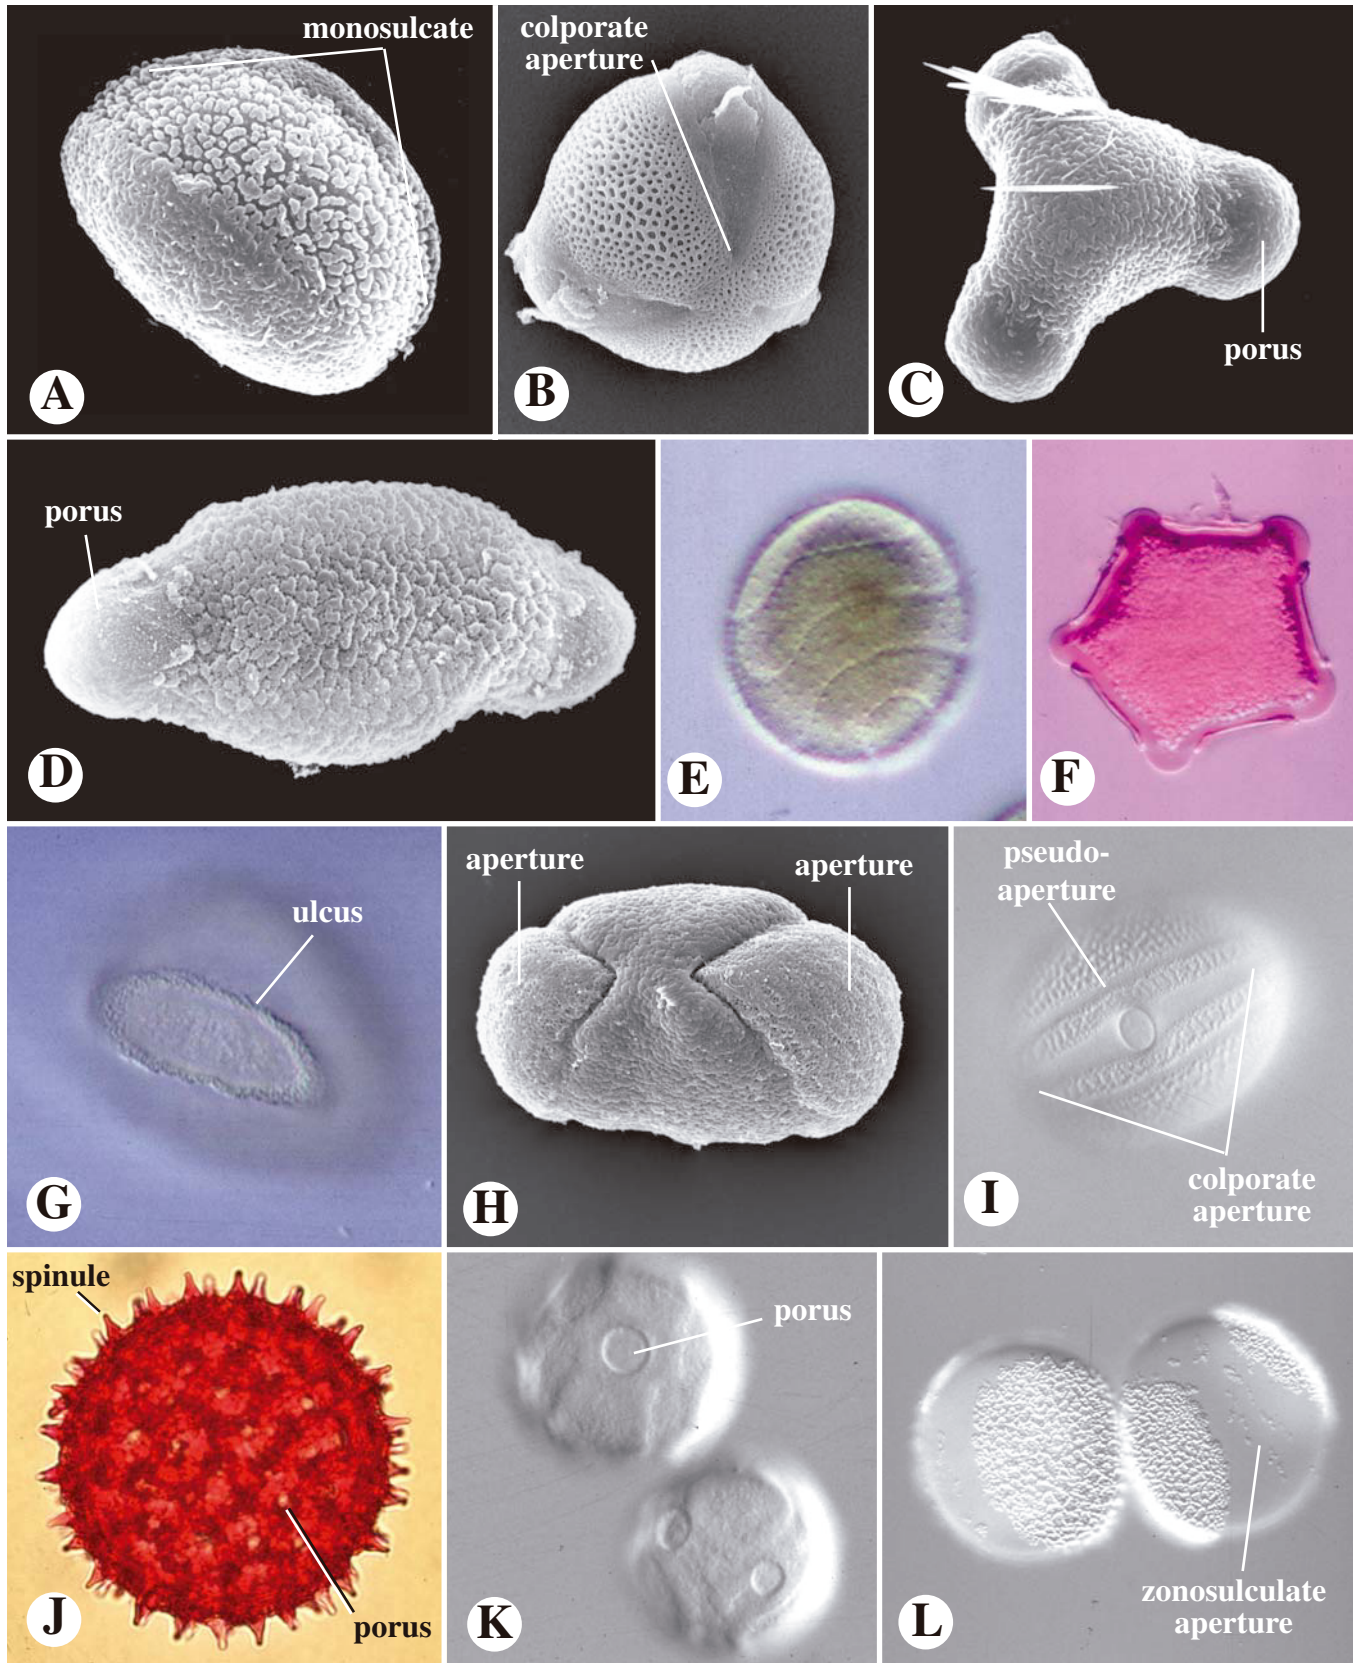 monosulcate
A
colporate
aperture
B
porus
C
porus
D
E
F
ulcus
G
aperture
aperture
H
pseudo-
aperture
colporate
aperture
I
spinule
porus
J
porus
K
zonosulculate
aperture
L